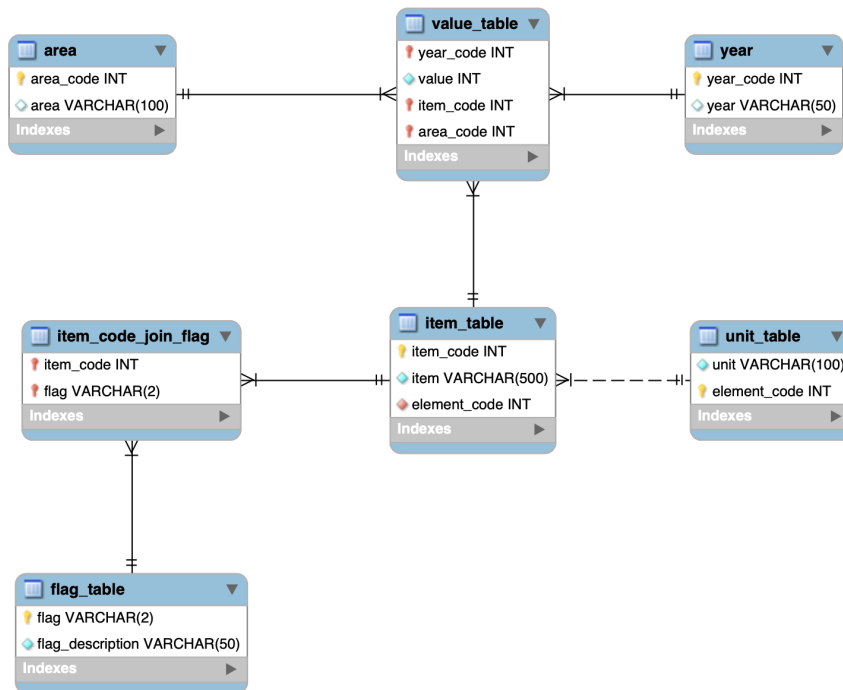 area
area_code INT
area VARCHAR(100)
Indexes
value_table
year_code INT
value INT
item_code INT
area_code INT
Indexes
year
year_code INT
year VARCHAR(50)
Indexes
item_code_join_flag
item_code INT
flag VARCHAR(2)
Indexes
item_table
item_code INT
item VARCHAR(500)
element_code INT
Indexes
unit_table
unit VARCHAR(100)
element_code INT
Indexes
flag_table
flag VARCHAR(2)
flag_description VARCHAR(50)
Indexes